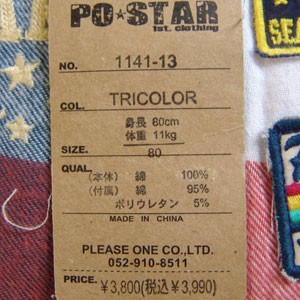 PO★STAR
1st. clothing
NO. 1141-13
COL. TRICOLOR
身長 80cm
体重 11kg
SIZE. 80
QUAL.
(本体) 綿 100%
(付属) 綿 95%
ポリウレタン 5%
MADE IN CHINA
PLEASE ONE CO.,LTD.
052-910-8511
PRICE. ¥3,800(税込¥3,990)
SEA